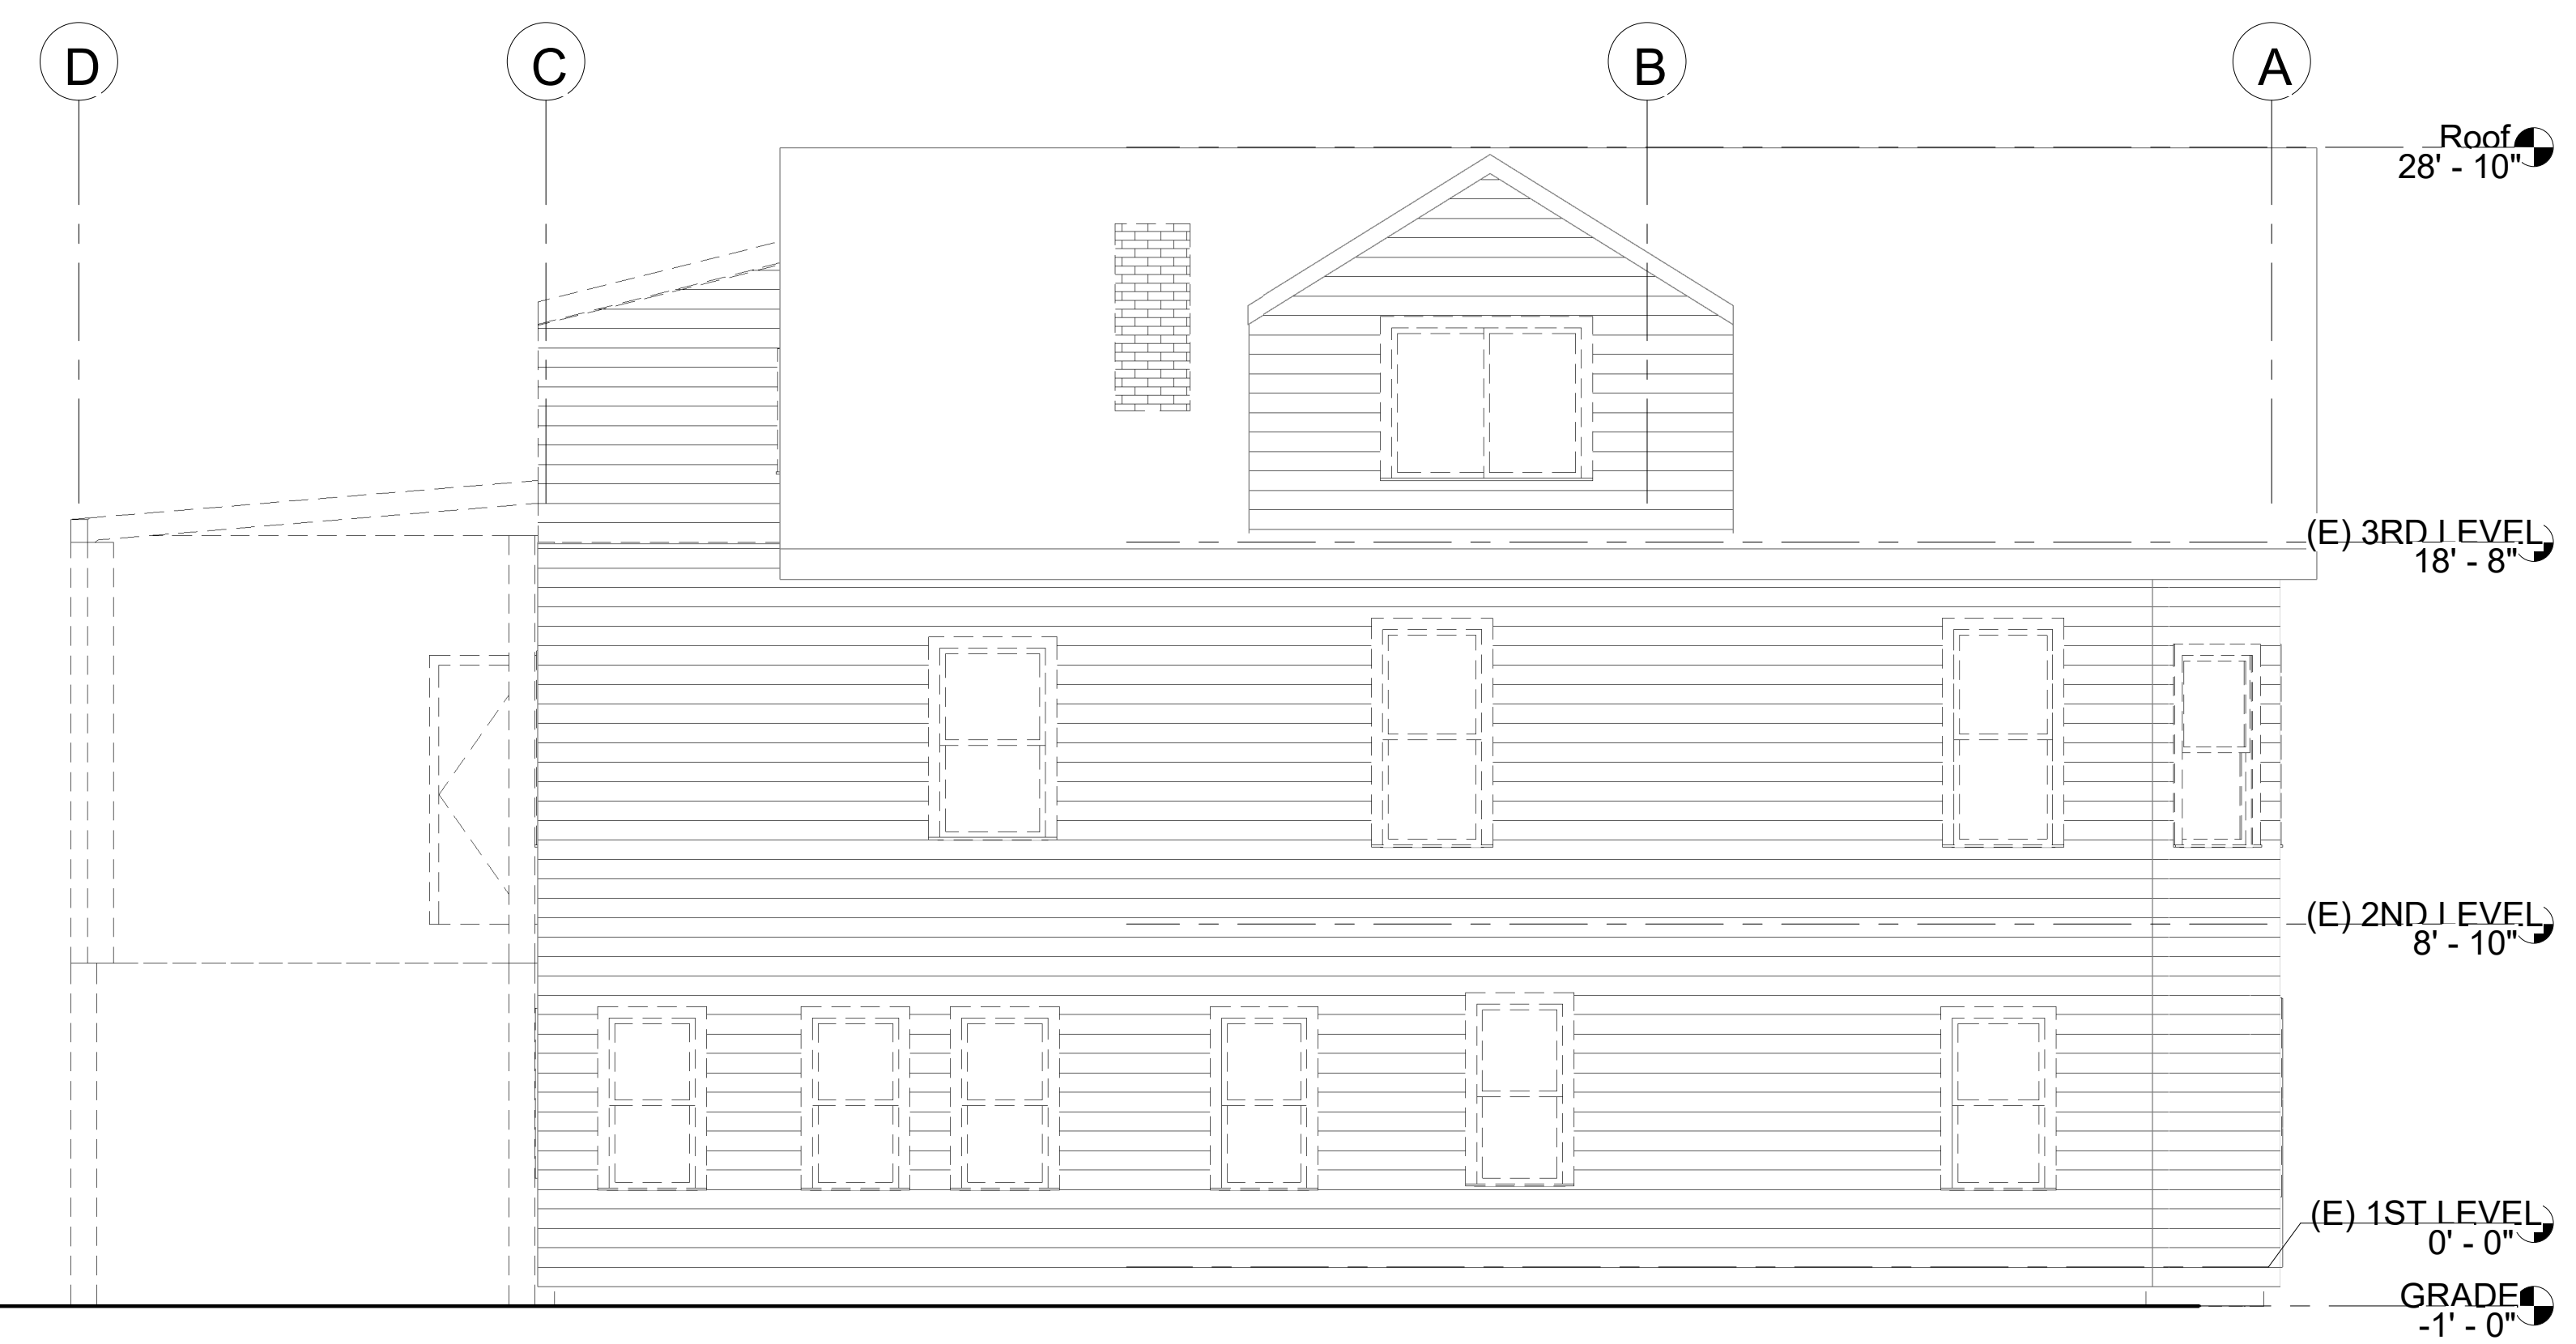 D C B A
Roof
28' - 10"
(E) 3RD LEVEL
18' - 8"
(E) 2ND LEVEL
8' - 10"
(E) 1ST LEVEL
0' - 0"
GRADE
-1' - 0"